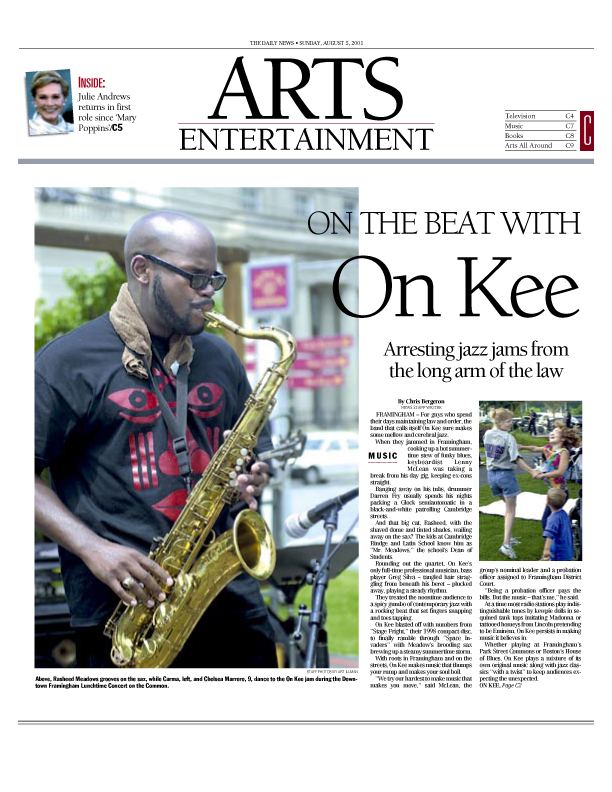 THE DAILY NEWS • SUNDAY, AUGUST 5, 2001
INSIDE:
Julie Andrews
returns in first
role since 'Mary
Poppins'/C5
ARTS
ENTERTAINMENT
Television C4
Music C7
Books C8
Arts All Around C9
C
ON THE BEAT WITH
On Kee
Arresting jazz jams from
the long arm of the law
By Chris Bergeron
NEWS STAFF WRITER
FRAMINGHAM – For guys who spend
their days maintaining law and order, the
band that calls itself On Kee sure makes
some mellow and cerebral jazz.
When they jammed in Framingham,
cooking up a hot summer-
time stew of funky blues,
keyboardist Lenny
McLean was taking a
MUSIC
break from his day gig, keeping ex-cons
straight.
Banging away on his tubs, drummer
Darren Fry usually spends his nights
packing a Glock semiautomatic in a
black-and-white patrolling Cambridge
streets.
And that big cat, Rasheed, with the
shaved dome and tinted shades, wailing
away on the sax? The kids at Cambridge
Rindge and Latin School know him as
"Mr. Meadows," the school's Dean of
Students.
Rounding out the quartet, On Kee's
only full-time professional musician, bass
player Greg Silva – tangled hair strag-
gling from beneath his beret – plucked
away, playing a steady rhythm.
They treated the noontime audience to
a spicy gumbo of contemporary jazz with
a rocking beat that set fingers snapping
and toes tapping.
On Kee blasted off with numbers from
"Stage Fright," their 1998 compact disc,
to finally ramble through "Space In-
vaders" with Meadow's brooding sax
brewing up a steamy summertime storm.
With roots in Framingham and on the
streets, On Kee makes music that thumps
your rump and makes your soul boil.
"We try our hardest to make music that
makes you move," said McLean, the
group's nominal leader and a probation
officer assigned to Framingham District
Court.
"Being a probation officer pays the
bills. But the music – that's me," he said.
At a time most radio stations play indis-
tinguishable tunes by kewpie dolls in se-
quined tank tops imitating Madonna or
tattooed homeys from Lincoln pretending
to be Eminem, On Kee persists in making
music it believes in.
Whether playing at Framingham's
Park Street Commons or Boston's House
of Blues, On Kee plays a mixture of its
own original music along with jazz clas-
sics "with a twist" to keep audiences ex-
pecting the unexpected.
ON KEE, Page C2
Above, Rasheed Meadows grooves on the sax, while Carma, left, and Chelsea Marrero, 9, dance to the On Kee jam during the Down-
town Framingham Lunchtime Concert on the Common.